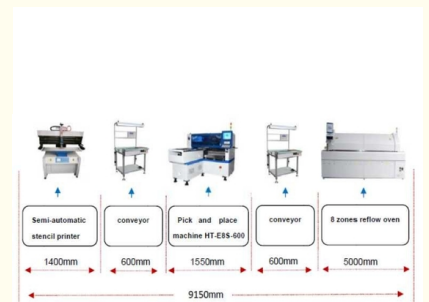 Semi-automatic
stencil printer
conveyor
Pick and place
machine HT-E8S-600
conveyor
8 zones reflow oven
1400mm
600mm
1550mm
600mm
5000mm
9150mm